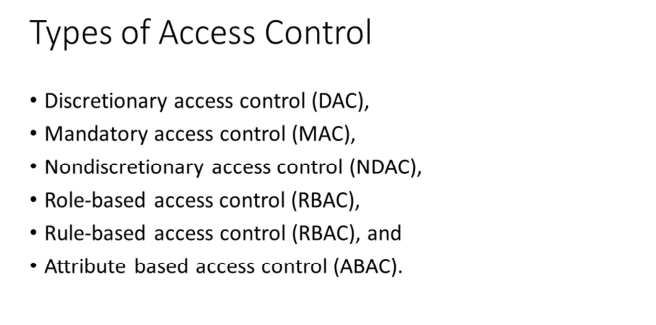 Types of Access Control
• Discretionary access control (DAC),
• Mandatory access control (MAC),
• Nondiscretionary access control (NDAC),
• Role-based access control (RBAC),
• Rule-based access control (RBAC), and
• Attribute based access control (ABAC).